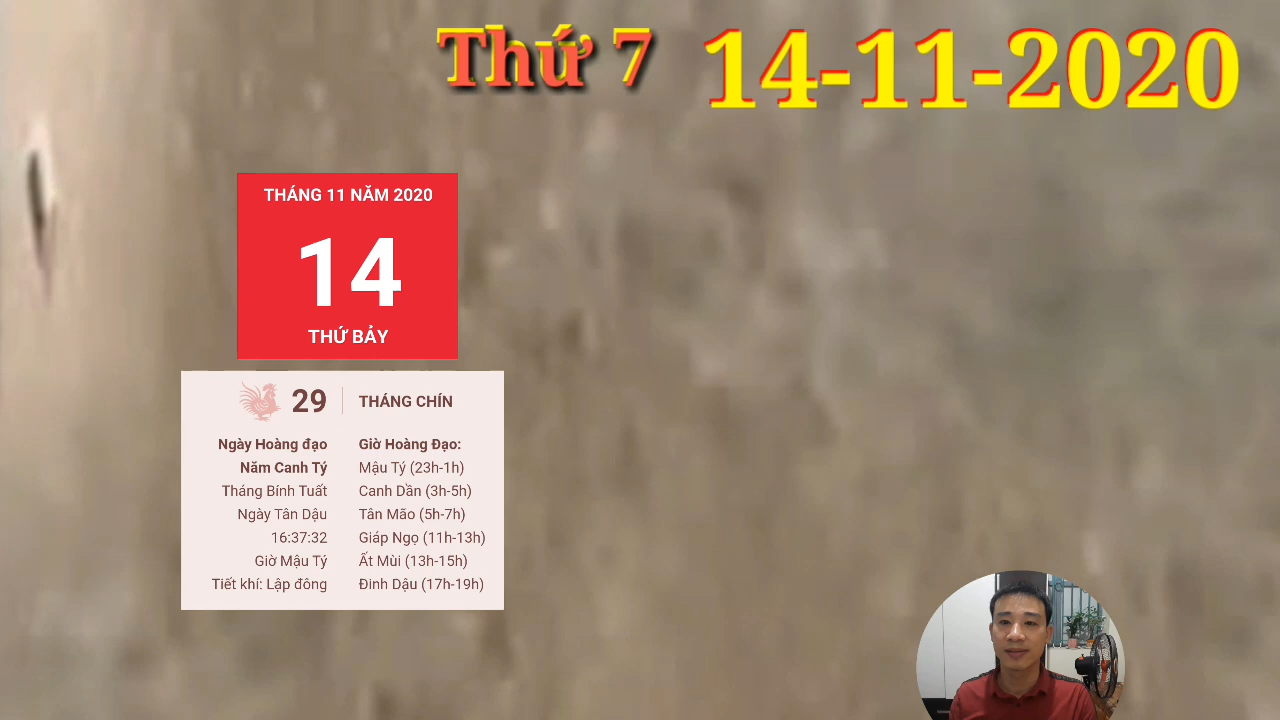 Thứ 7 14-11-2020
THÁNG 11 NĂM 2020
14
THỨ BẢY
29 THÁNG CHÍN
Ngày Hoàng đạo
Năm Canh Tý
Tháng Bính Tuất
Ngày Tân Dậu
16:37:32
Giờ Mậu Tý
Tiết khí: Lập đông
Giờ Hoàng Đạo:
Mậu Tý (23h-1h)
Canh Dần (3h-5h)
Tân Mão (5h-7h)
Giáp Ngọ (11h-13h)
Ất Mùi (13h-15h)
Đinh Dậu (17h-19h)